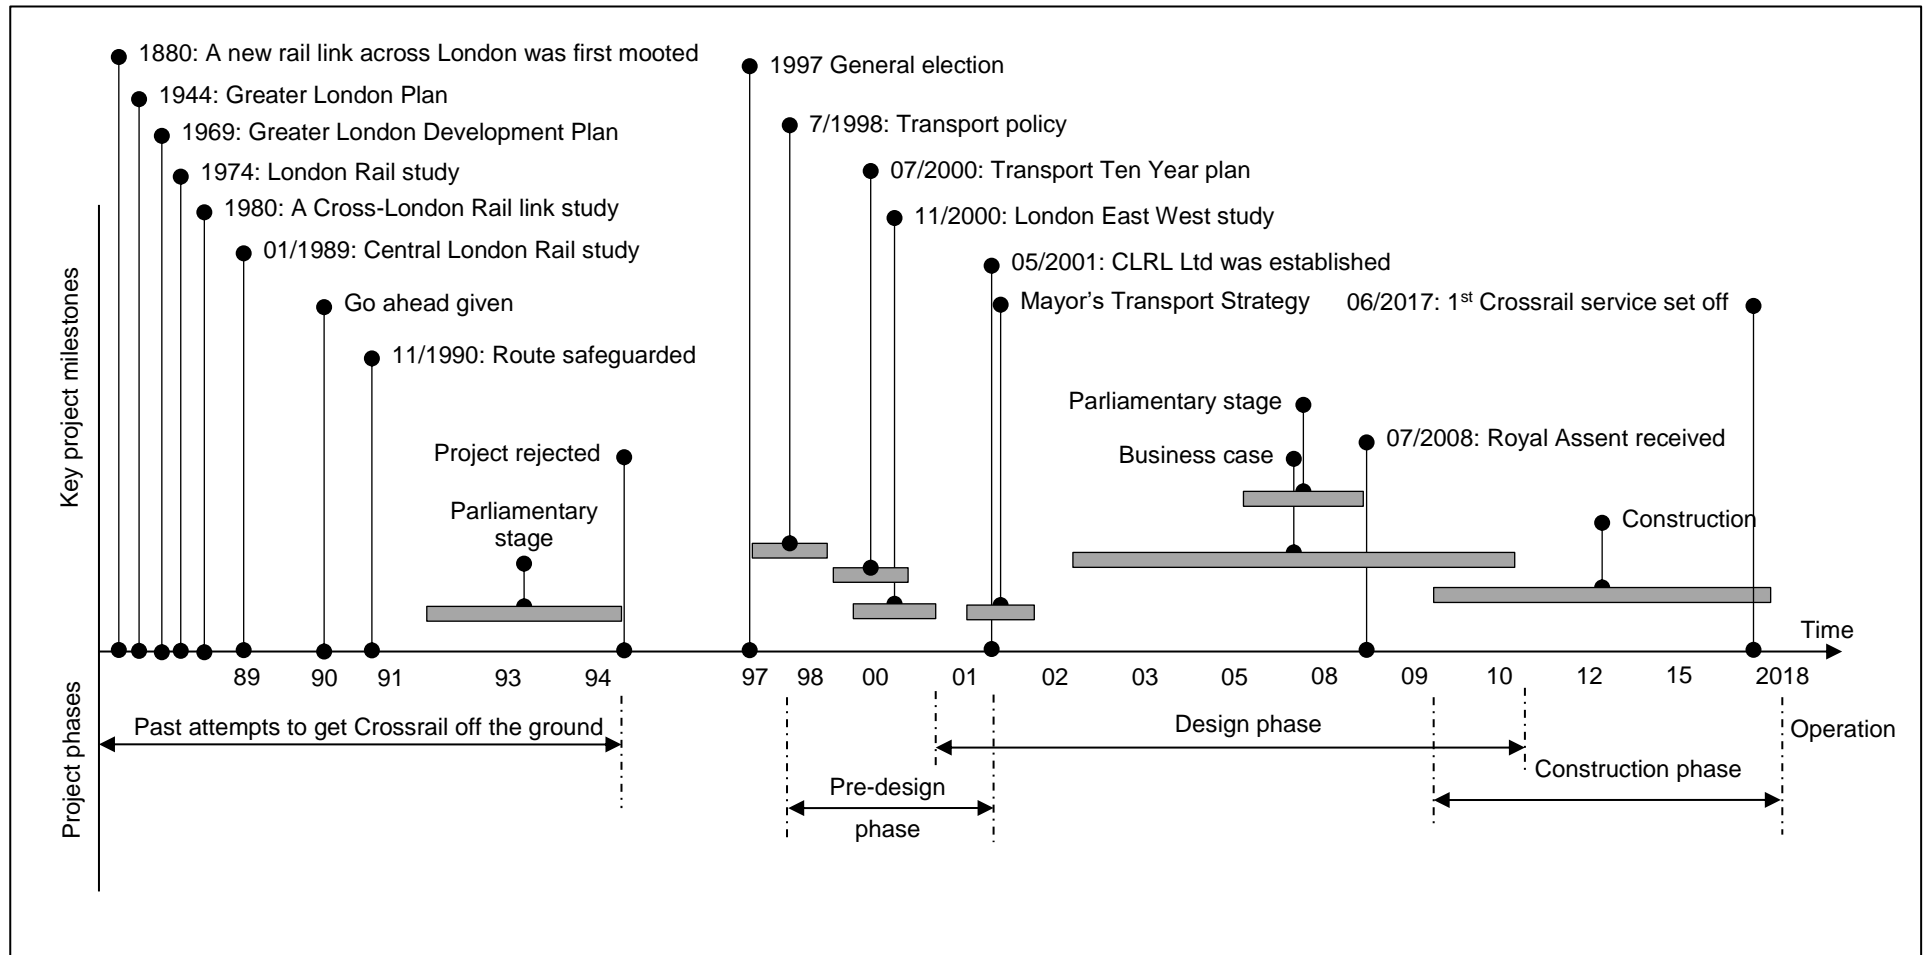 1880: A new rail link across London was first mooted
1944: Greater London Plan
1969: Greater London Development Plan
1974: London Rail study
1980: A Cross-London Rail link study
01/1989: Central London Rail study
Go ahead given
11/1990: Route safeguarded
Project rejected
Parliamentary
stage
1997 General election
7/1998: Transport policy
07/2000: Transport Ten Year plan
11/2000: London East West study
05/2001: CLRL Ltd was established
Mayor’s Transport Strategy
06/2017: 1st Crossrail service set off
Parliamentary stage
07/2008: Royal Assent received
Business case
Construction
Key project milestones
Time
89 90 91 93 94 97 98 00 01 02 03 05 08 09 10 12 15 2018
Project phases
Past attempts to get Crossrail off the ground
Design phase
Operation
Pre-design
phase
Construction phase